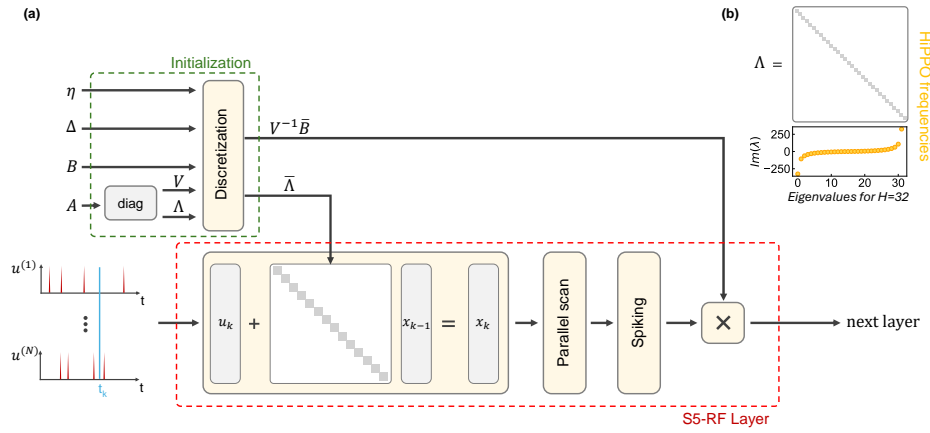 (a)
(b)
Initialization
η
Δ
B
A
diag
V
Λ
Discretization
V⁻¹B̅
Λ̅
Λ =
HiPPO frequencies
Im(λ)
250
0
−250
0
10
20
30
Eigenvalues for H=32
u⁽¹⁾
t
u⁽ᴺ⁾
t
tₖ
uₖ
+
xₖ₋₁
=
xₖ
Parallel scan
Spiking
×
next layer
S5-RF Layer